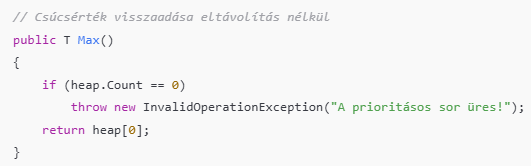 // Csúcsérték visszaadása eltávolítás nélkül
public T Max()
{
    if (heap.Count == 0)
        throw new InvalidOperationException("A prioritásos sor üres!");
    return heap[0];
}